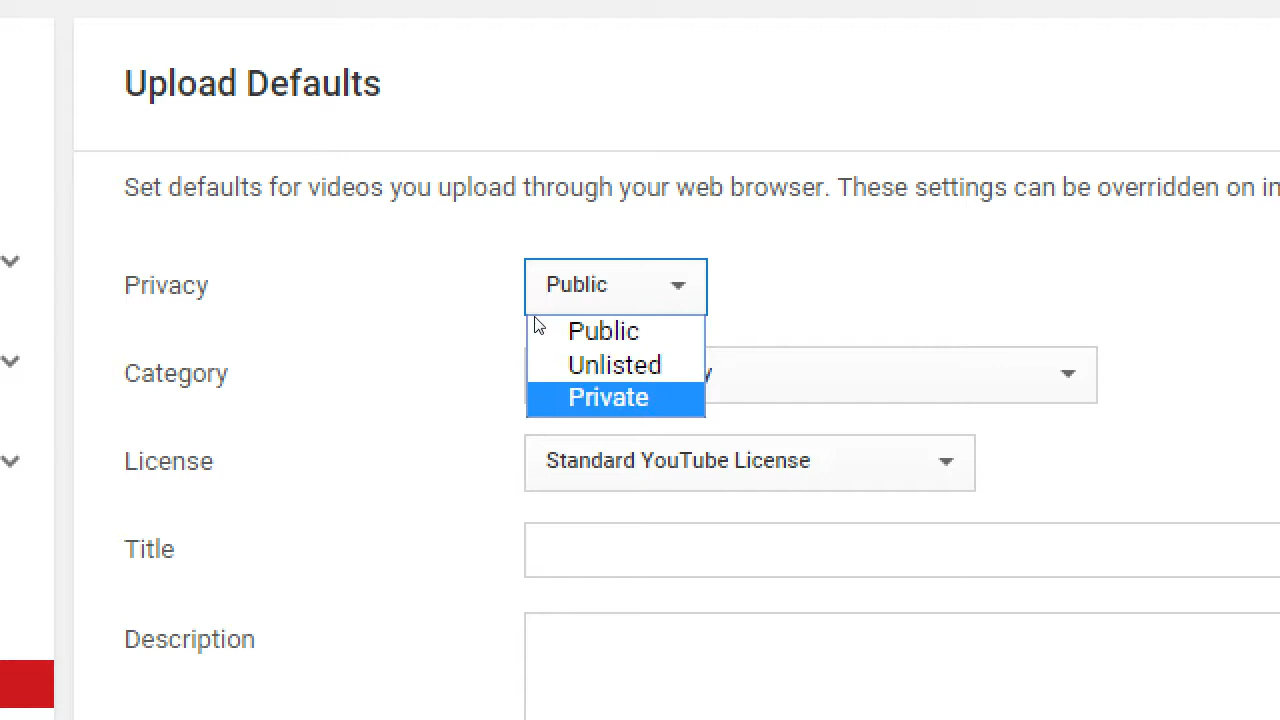 Upload Defaults
Set defaults for videos you upload through your web browser. These settings can be overridden on in
Privacy
Public
Public
Unlisted
Private
Category
y
License
Standard YouTube License
Title
Description